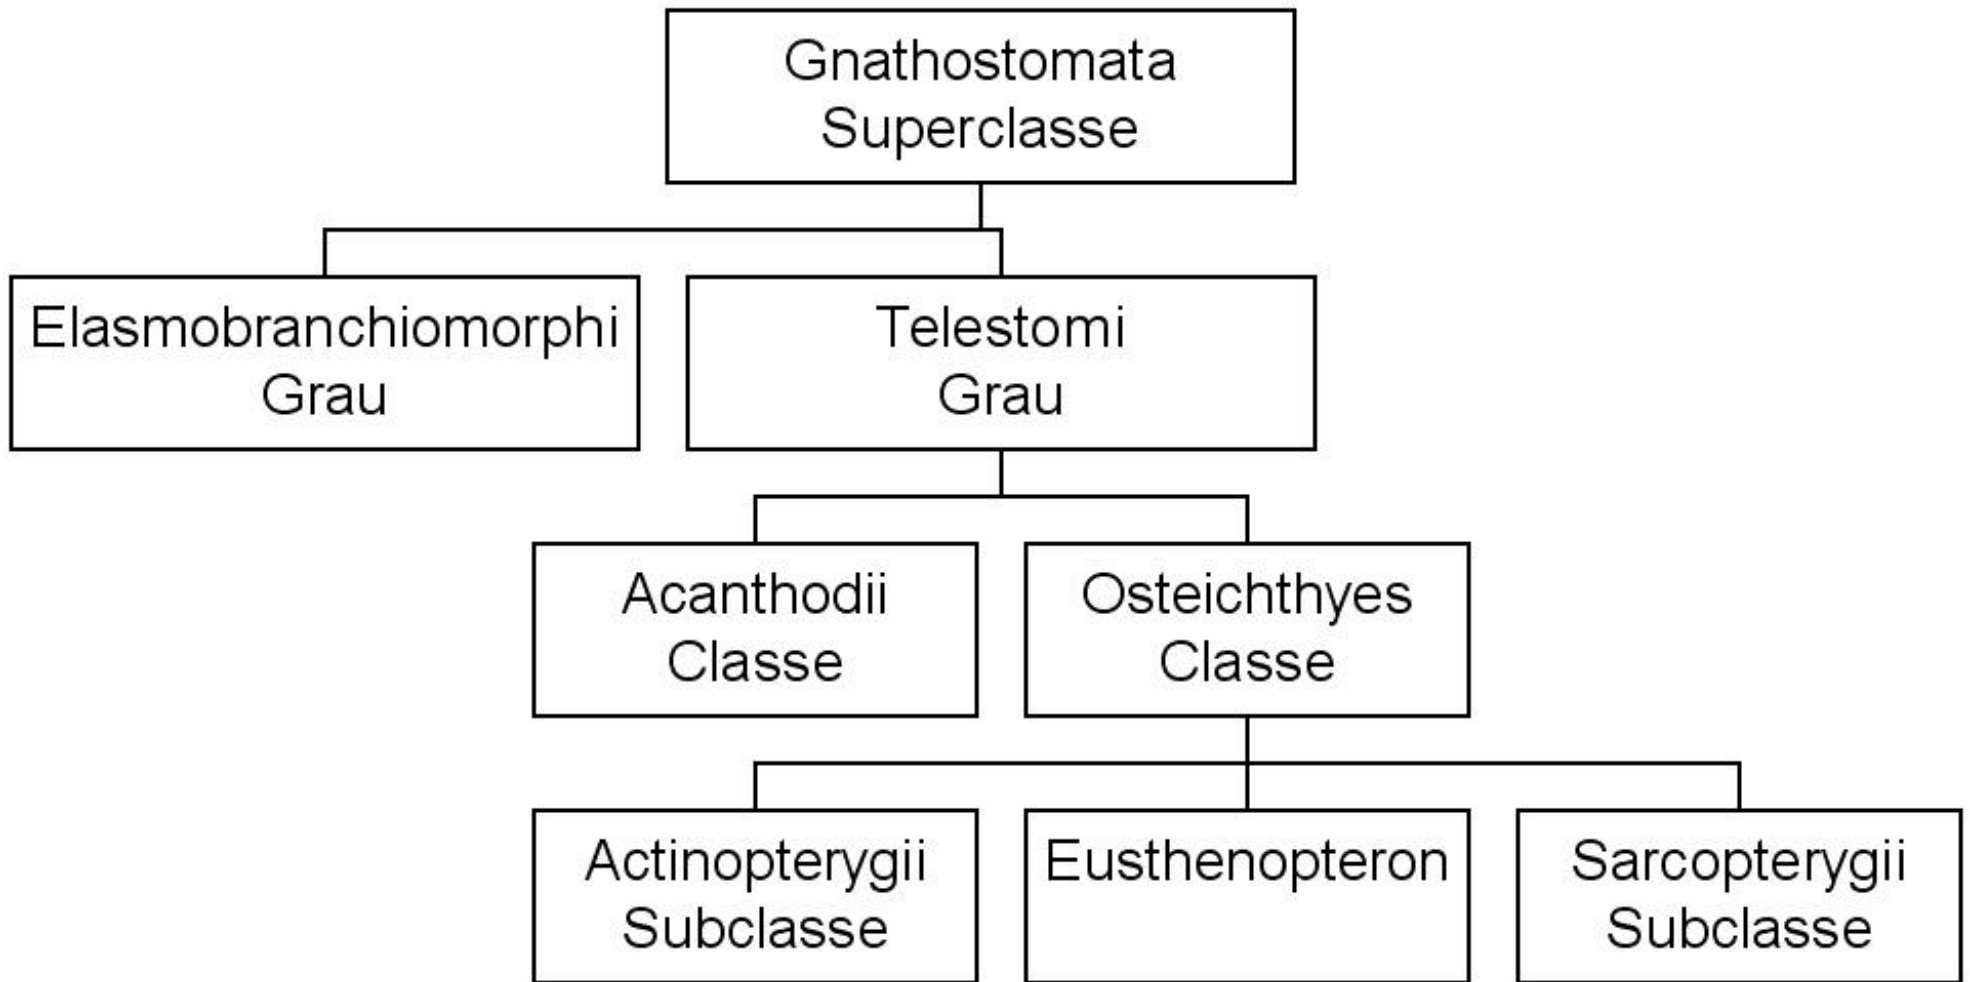 Gnathostomata
Superclasse
Elasmobranchiomorphi
Grau
Telestomi
Grau
Acanthodii
Classe
Osteichthyes
Classe
Actinopterygii
Subclasse
Eusthenopteron
Sarcopterygii
Subclasse